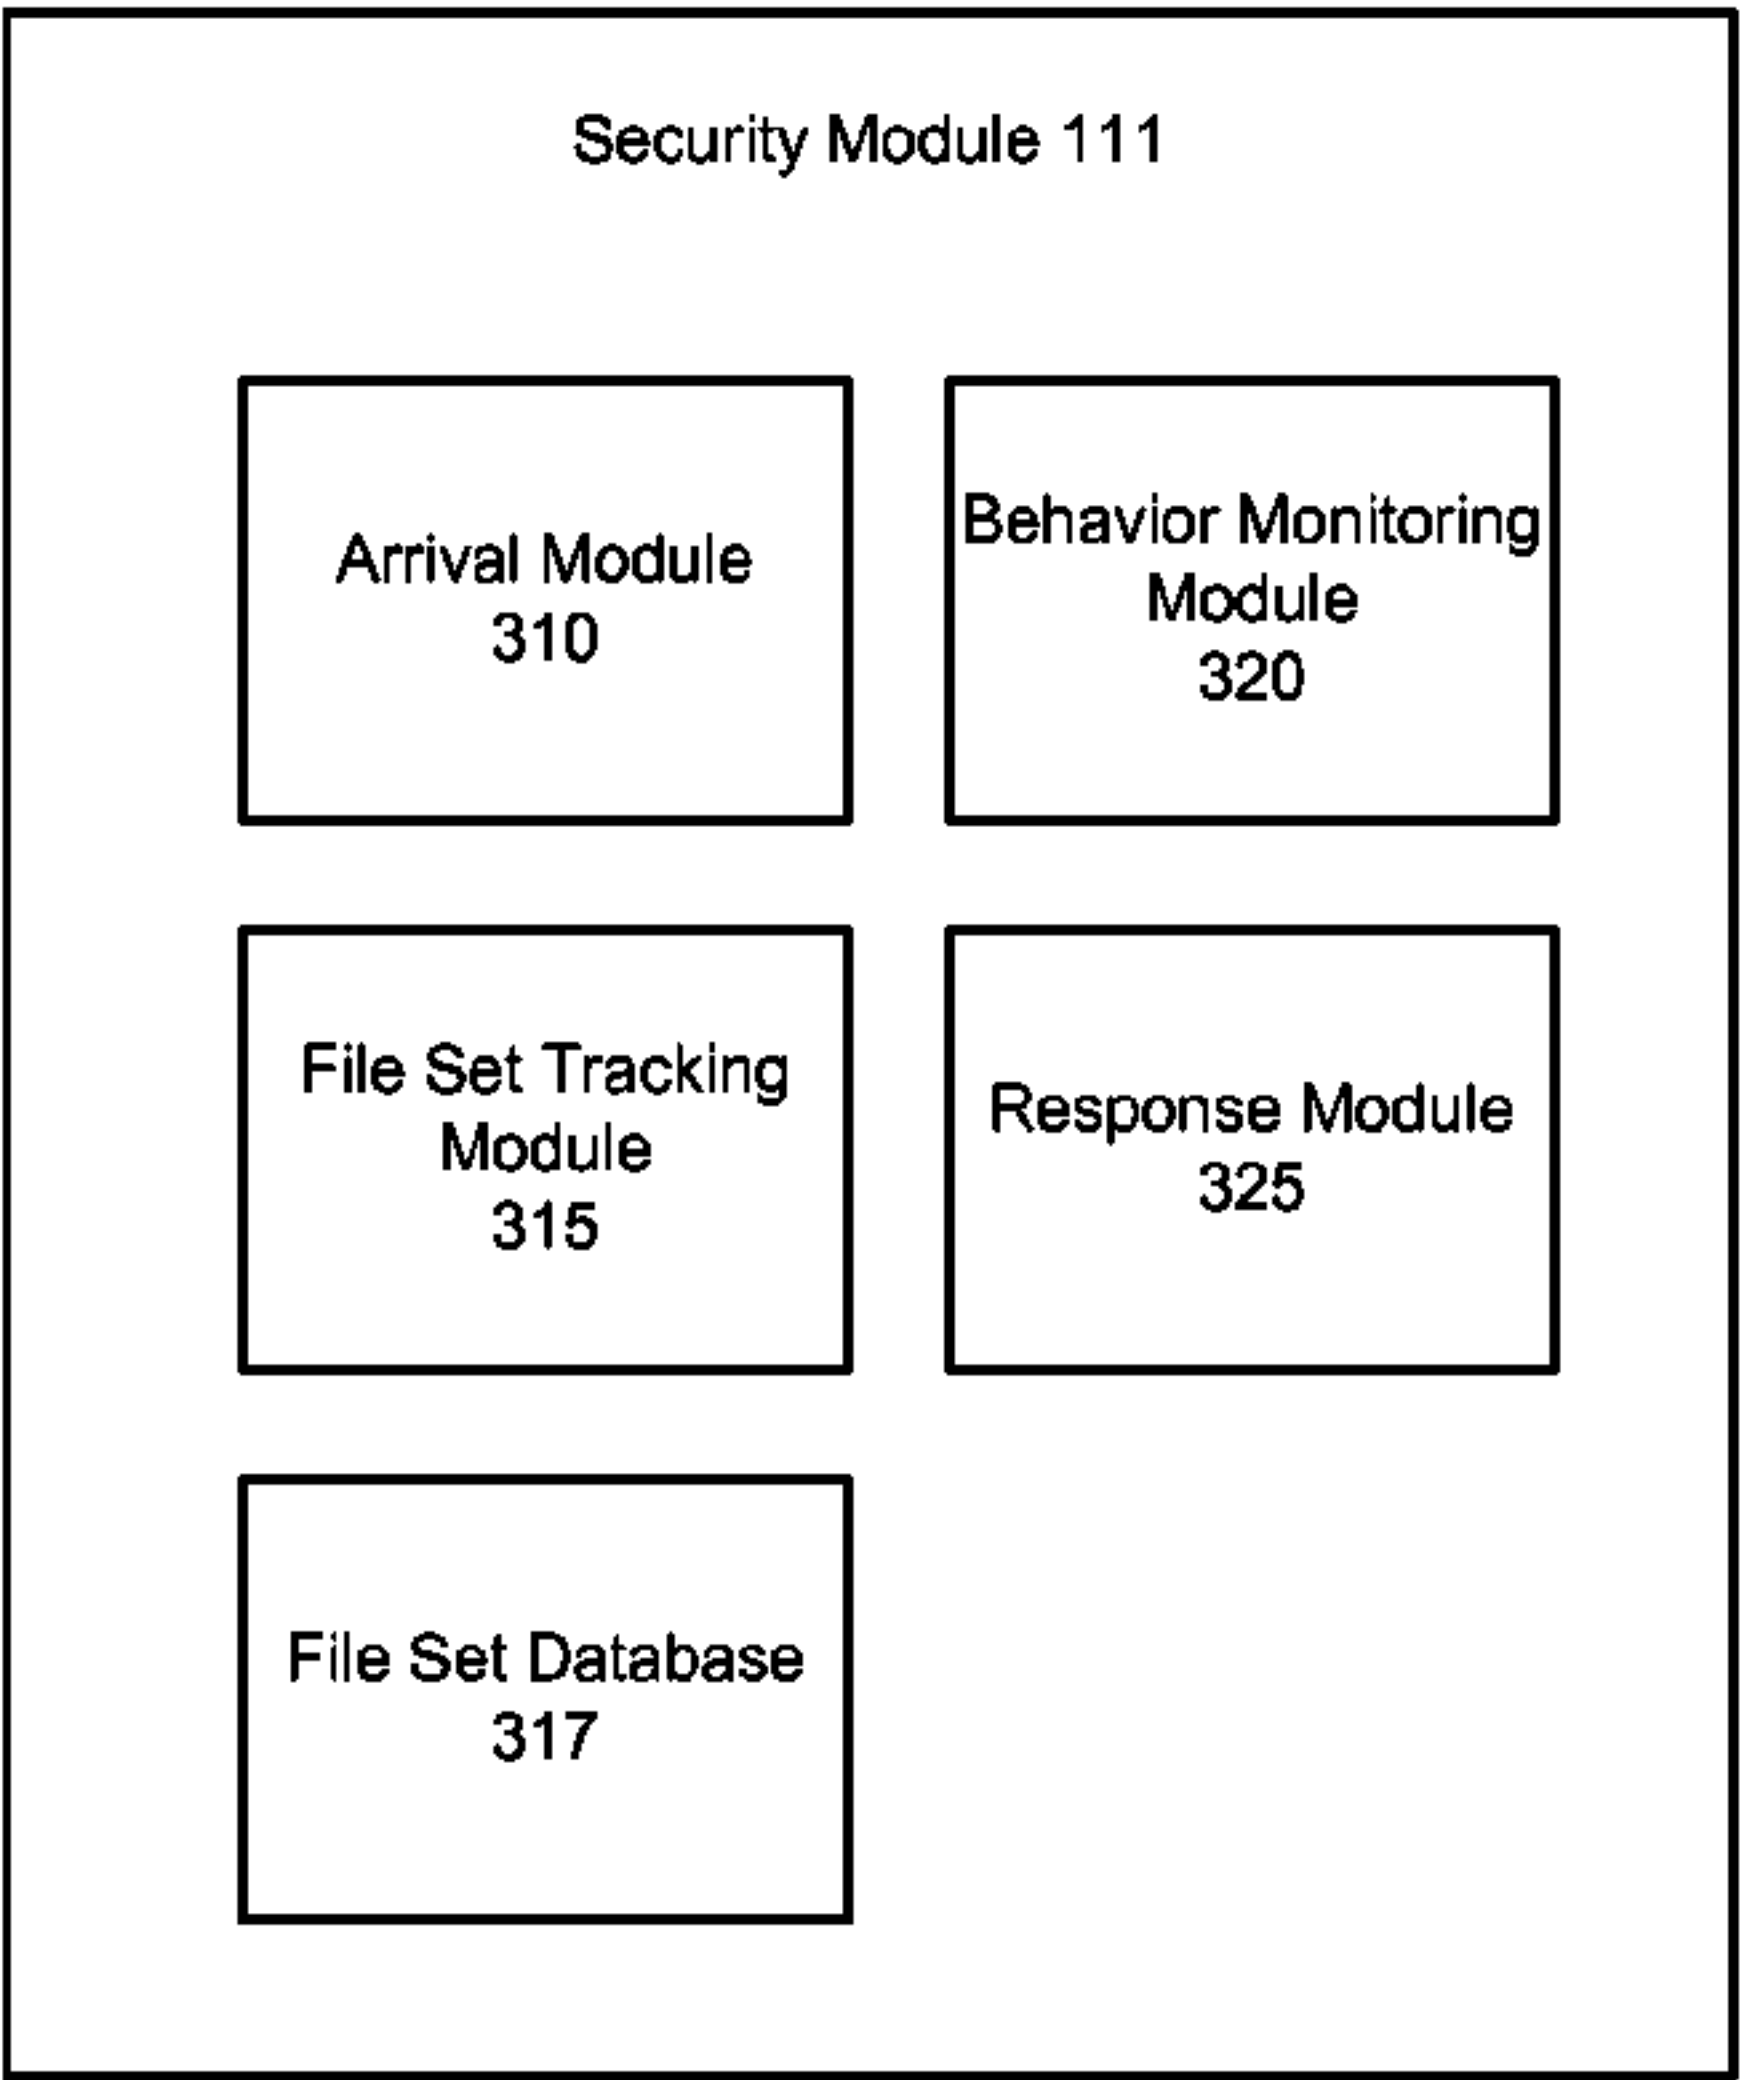 Security Module 111
Arrival Module
310
Behavior Monitoring
Module
320
File Set Tracking
Module
315
Response Module
325
File Set Database
317